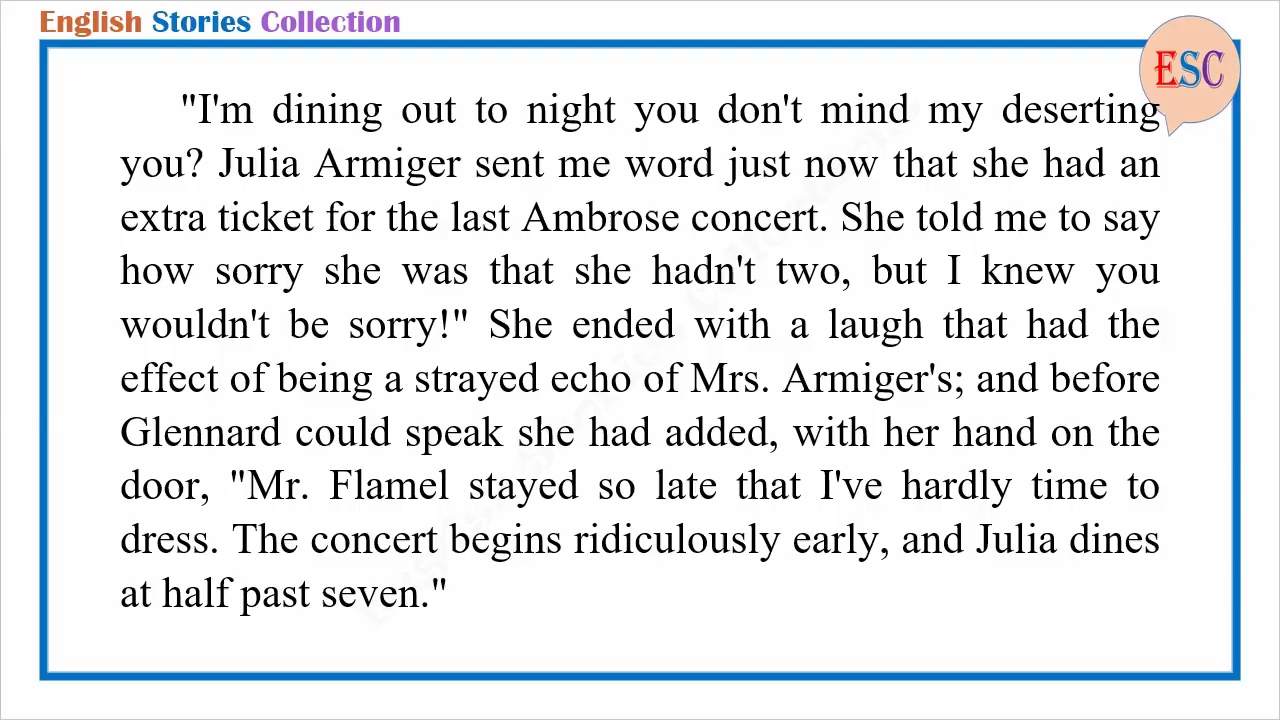 English Stories Collection
ESC
"I'm dining out to night you don't mind my deserting
you? Julia Armiger sent me word just now that she had an
extra ticket for the last Ambrose concert. She told me to say
how sorry she was that she hadn't two, but I knew you
wouldn't be sorry!" She ended with a laugh that had the
effect of being a strayed echo of Mrs. Armiger's; and before
Glennard could speak she had added, with her hand on the
door, "Mr. Flamel stayed so late that I've hardly time to
dress. The concert begins ridiculously early, and Julia dines
at half past seven."